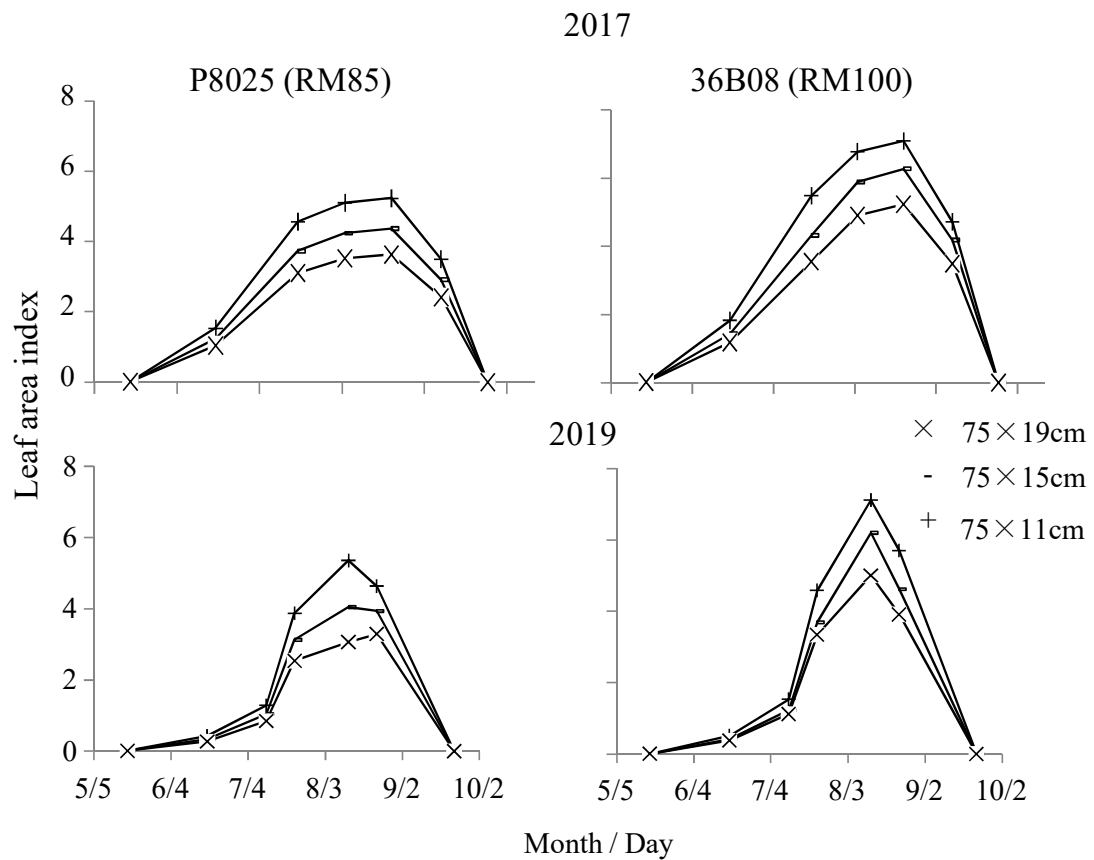 2017
P8025 (RM85)
36B08 (RM100)
8
6
4
2
0
Leaf area index
2019
× 75×19cm
- 75×15cm
+ 75×11cm
8
6
4
2
0
5/5 6/4 7/4 8/3 9/2 10/2
5/5 6/4 7/4 8/3 9/2 10/2
Month / Day